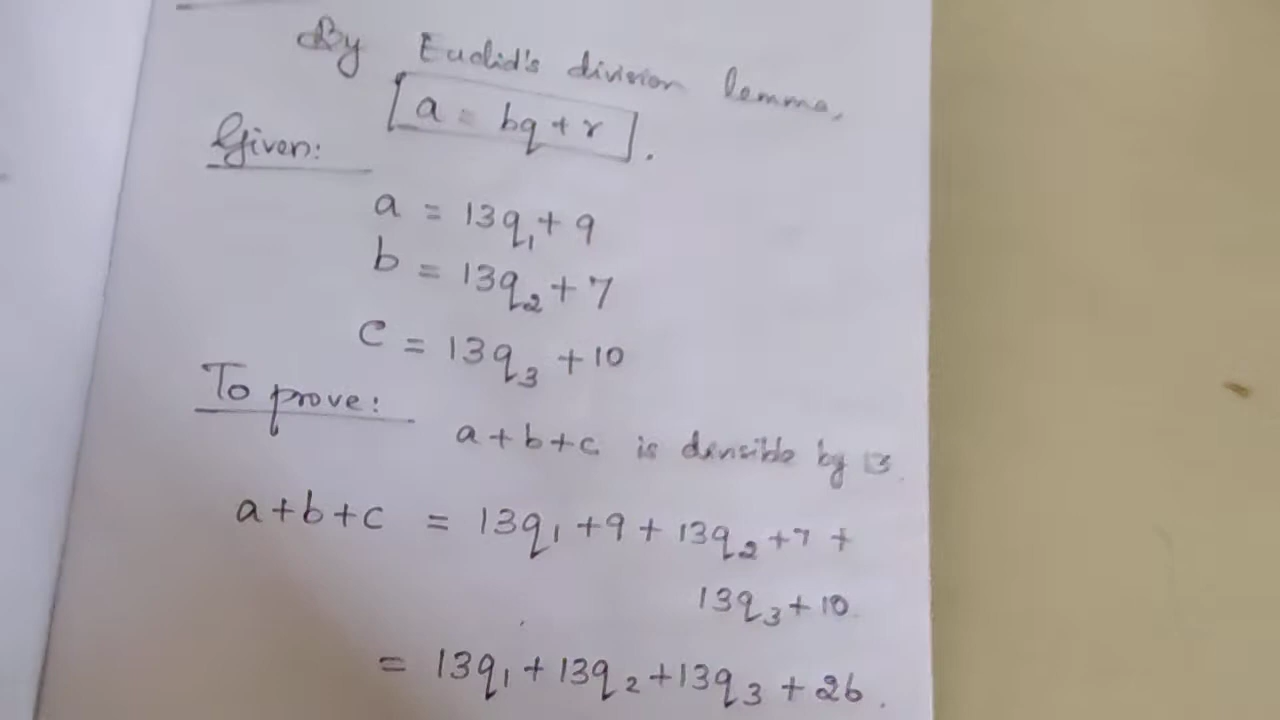 By Euclid's division lemma,
[a = bq + r].
Given:
a = 13q₁ + 9
b = 13q₂ + 7
c = 13q₃ + 10
To prove:
a + b + c is divisible by 13.
a + b + c = 13q₁ + 9 + 13q₂ + 7 +
13q₃ + 10.
= 13q₁ + 13q₂ + 13q₃ + 26.